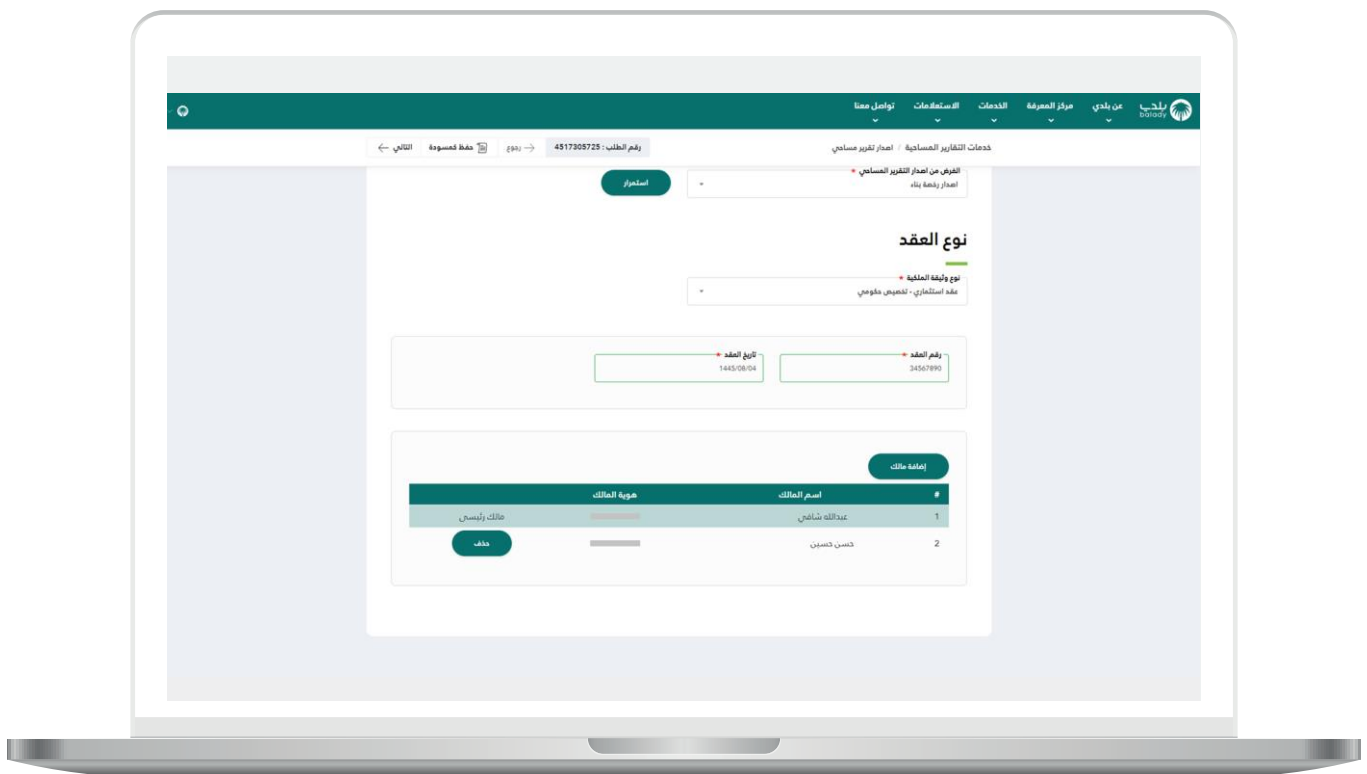 بلدي
balady
عن بلدي
مركز المعرفة
الخدمات
الاستعلامات
تواصل معنا
خدمات التقارير المساحية / اصدار تقرير مساحي
رقم الطلب : 4517305725
رجوع
حفظ كمسودة
التالي
الغرض من اصدار التقرير المساحي *
اصدار رخصة بناء
استمرار
نوع العقد
نوع وثيقة الملكية *
عقد استثماري - تخصيص حكومي
رقم العقد *
34567890
تاريخ العقد *
1445/08/04
إضافة مالك
# اسم المالك هوية المالك
1 عبدالله شافي مالك رئيسي
2 حسن حسين حذف